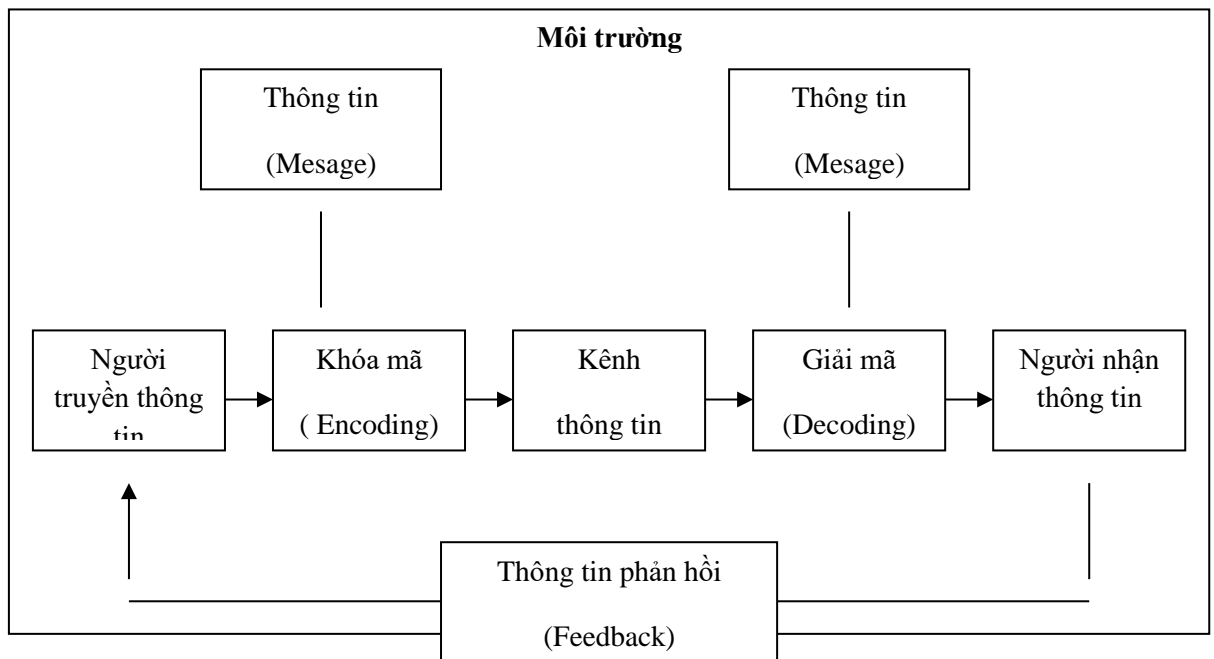 Môi trường
Thông tin
(Mesage)
Thông tin
(Mesage)
Người
truyền thông
tin
Khóa mã
( Encoding)
Kênh
thông tin
Giải mã
(Decoding)
Người nhận
thông tin
Thông tin phản hồi
(Feedback)